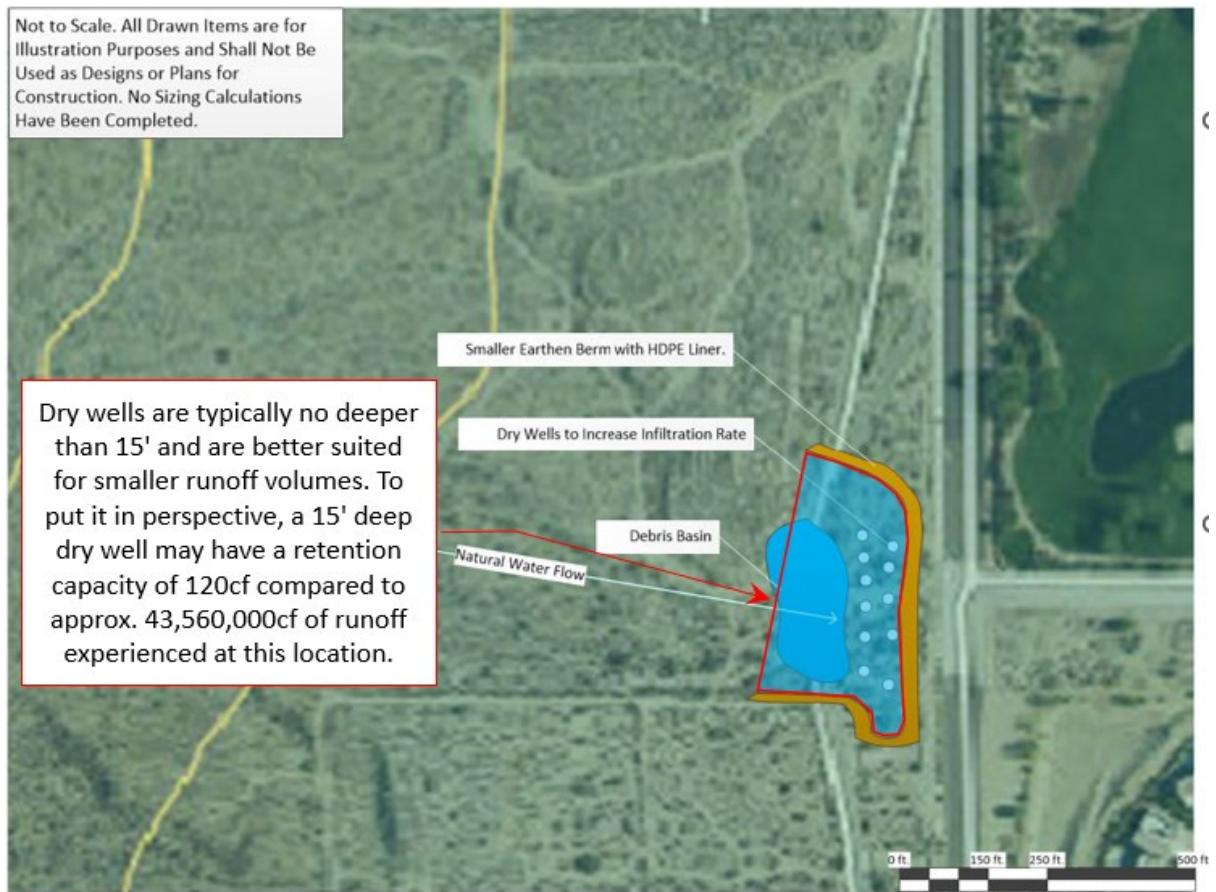 Not to Scale. All Drawn Items are for
Illustration Purposes and Shall Not Be
Used as Designs or Plans for
Construction. No Sizing Calculations
Have Been Completed.
Smaller Earthen Berm with HDPE Liner.
Dry wells are typically no deeper
than 15' and are better suited
for smaller runoff volumes. To
put it in perspective, a 15' deep
dry well may have a retention
capacity of 120cf compared to
approx. 43,560,000cf of runoff
experienced at this location.
Dry Wells to Increase Infiltration Rate
Debris Basin
Natural Water Flow
0 ft. 150 ft. 250 ft. 500 ft.